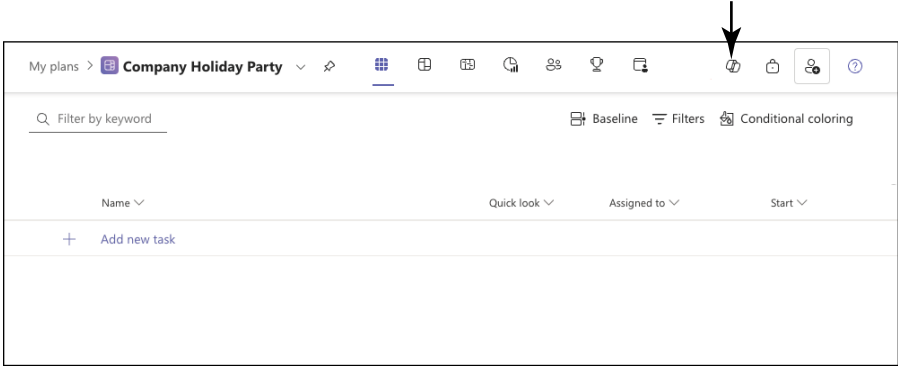 My plans > Company Holiday Party
Filter by keyword
Baseline Filters Conditional coloring
Name Quick look Assigned to Start
+ Add new task